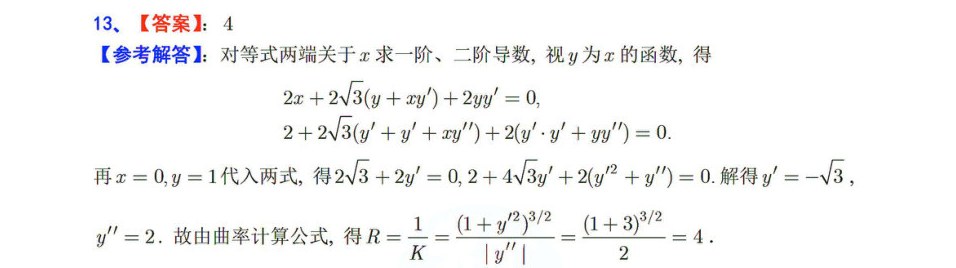 13、【答案】：4
【参考解答】：对等式两端关于 x 求一阶、二阶导数, 视 y 为 x 的函数, 得
2x + 2√3(y + xy′) + 2yy′ = 0,
2 + 2√3(y′ + y′ + xy″) + 2(y′ · y′ + yy″) = 0.
再 x = 0, y = 1代入两式, 得2√3 + 2y′ = 0, 2 + 4√3y′ + 2(y′² + y″) = 0. 解得 y′ = −√3 ,
y″ = 2. 故由曲率计算公式, 得 R = 1/K = (1 + y′²)^{3/2}/|y″| = (1 + 3)^{3/2}/2 = 4 .